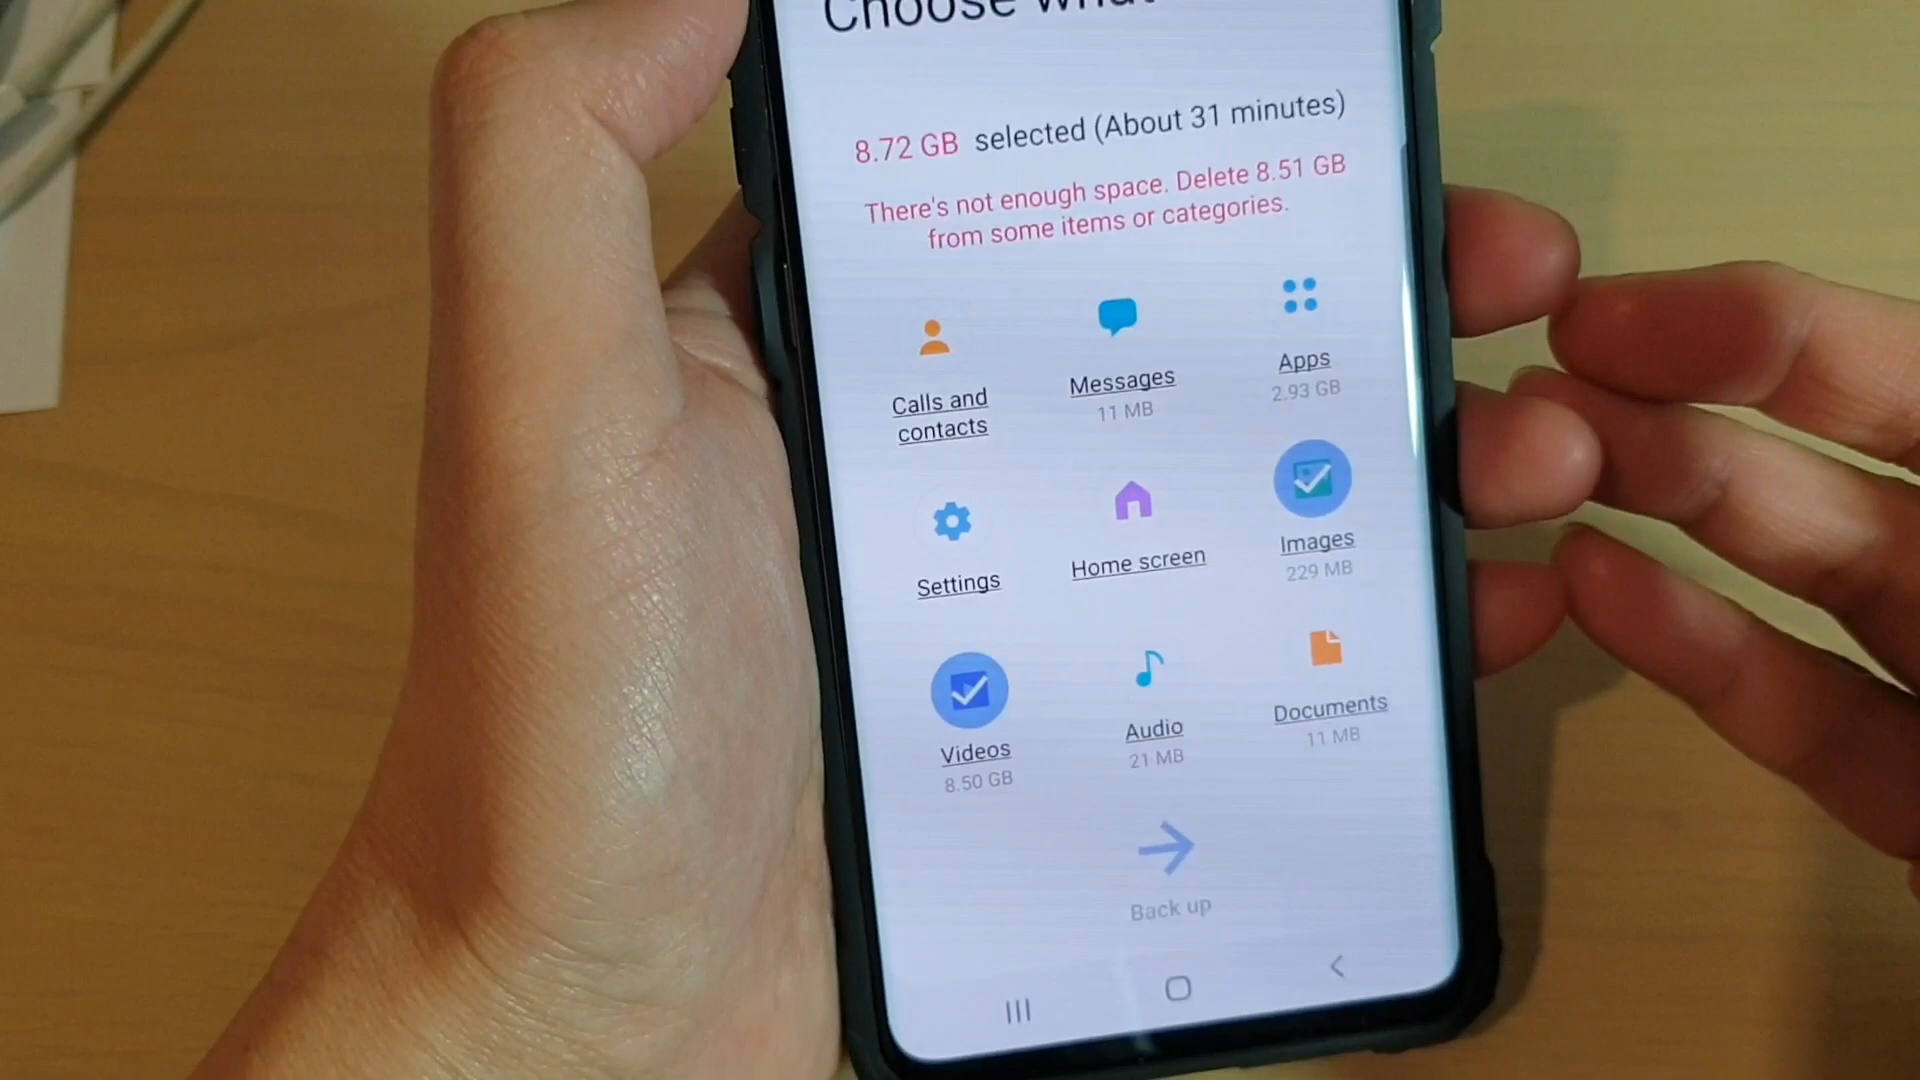 Choose what
8.72 GB selected (About 31 minutes)
There's not enough space. Delete 8.51 GB
from some items or categories.
Calls and
contacts
Messages
11 MB
Apps
2.93 GB
Settings
Home screen
Images
229 MB
Videos
8.50 GB
Audio
21 MB
Documents
11 MB
Back up